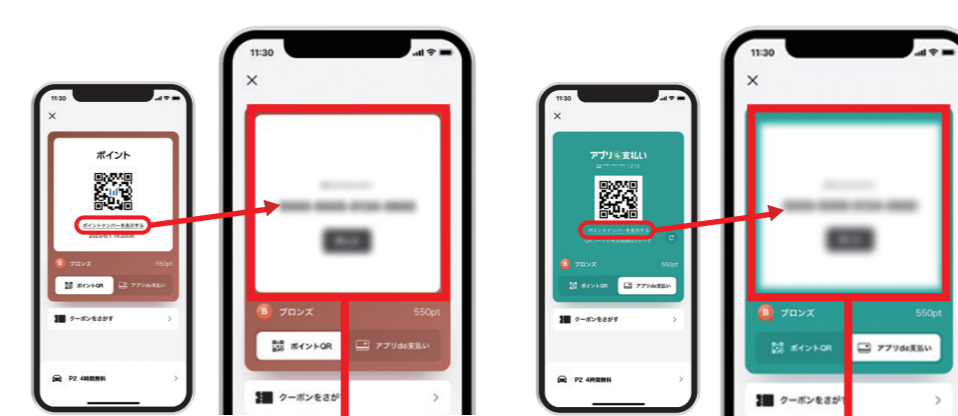 11:30
×
ポイント
ポイントナンバーを表示する
ブロンズ
550pt
ポイントQR
アプリde支払い
クーポンをさがす
P2 4時間無料
11:30
×
ブロンズ
550pt
ポイントQR
アプリde支払い
クーポンをさが
11:30
×
アプリde支払い
ポイントナンバーを表示する
ブロンズ
550pt
ポイントQR
アプリde支払い
クーポンをさがす
P2 4時間無料
11:30
×
ブロンズ
550pt
ポイントQR
アプリde支払い
クーポンをさが